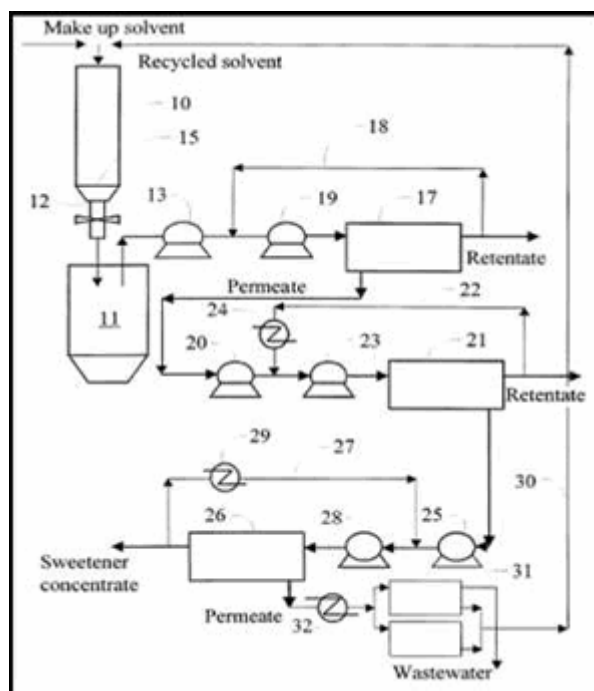 Make up solvent
Recycled solvent
10
18
15
12
13
19
17
Retentate
Permeate
22
11
24
20
23
21
Retentate
29
27
30
26
28
25
Sweetener
concentrate
31
Permeate
32
Wastewater